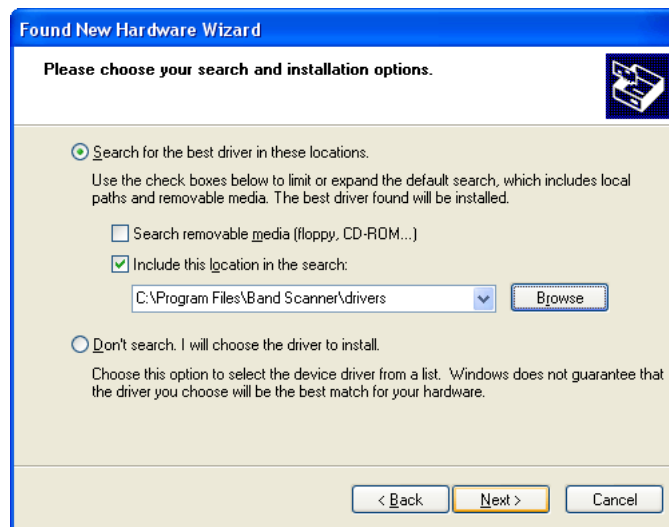 Found New Hardware Wizard
Please choose your search and installation options.
Search for the best driver in these locations.
Use the check boxes below to limit or expand the default search, which includes local
paths and removable media. The best driver found will be installed.
Search removable media (floppy, CD-ROM...)
Include this location in the search:
C:\Program Files\Band Scanner\drivers
Browse
Don't search. I will choose the driver to install.
Choose this option to select the device driver from a list. Windows does not guarantee that
the driver you choose will be the best match for your hardware.
< Back Next > Cancel